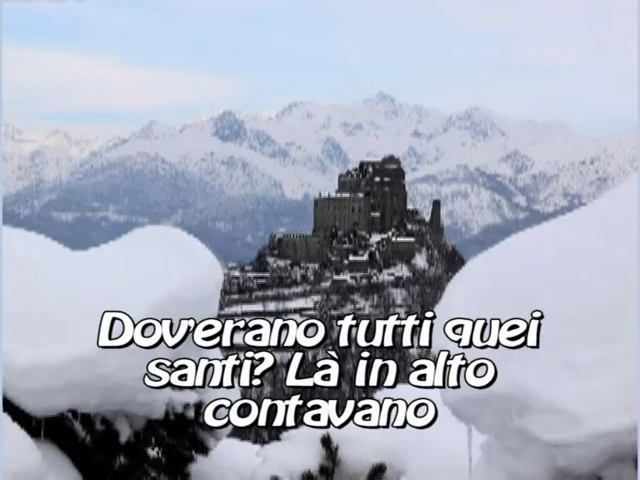 Dov'erano tutti quei
santi? Là in alto
contavano